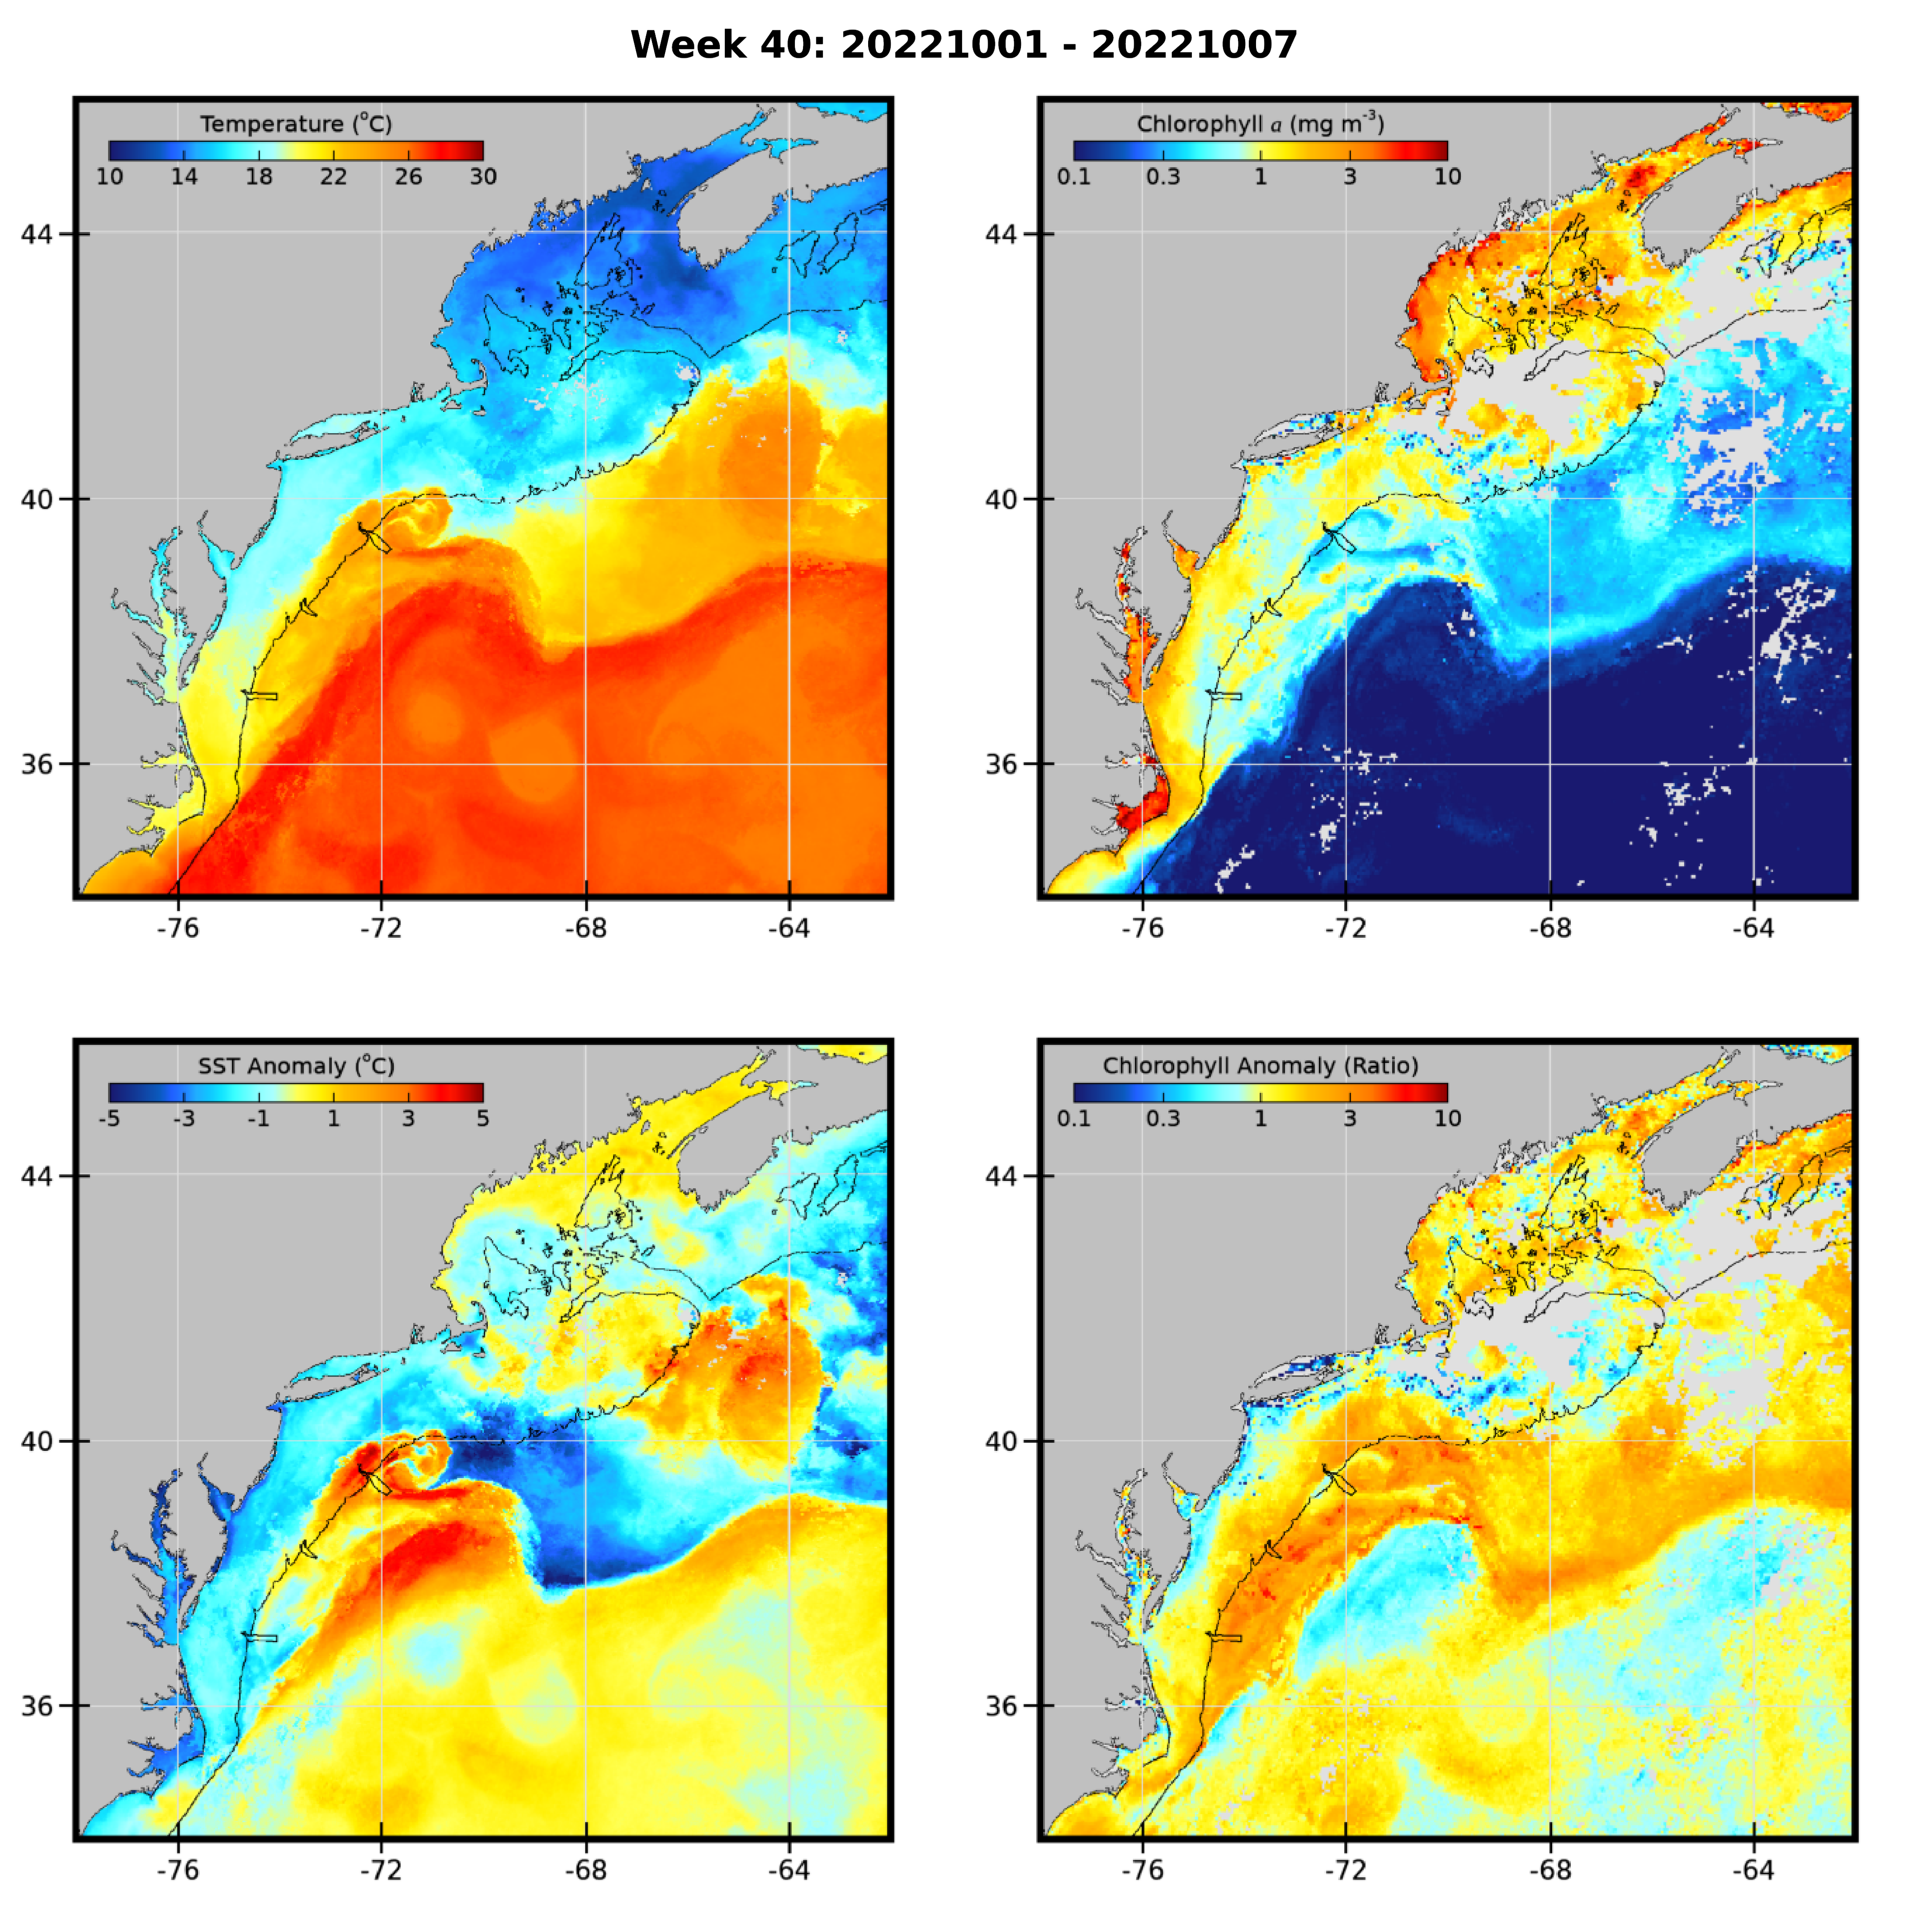 Week 40: 20221001 - 20221007
Temperature (°C)
10 14 18 22 26 30
44
40
36
-76 -72 -68 -64
Chlorophyll a (mg m⁻³)
0.1 0.3 1 3 10
44
40
36
-76 -72 -68 -64
SST Anomaly (°C)
-5 -3 -1 1 3 5
44
40
36
-76 -72 -68 -64
Chlorophyll Anomaly (Ratio)
0.1 0.3 1 3 10
44
40
36
-76 -72 -68 -64